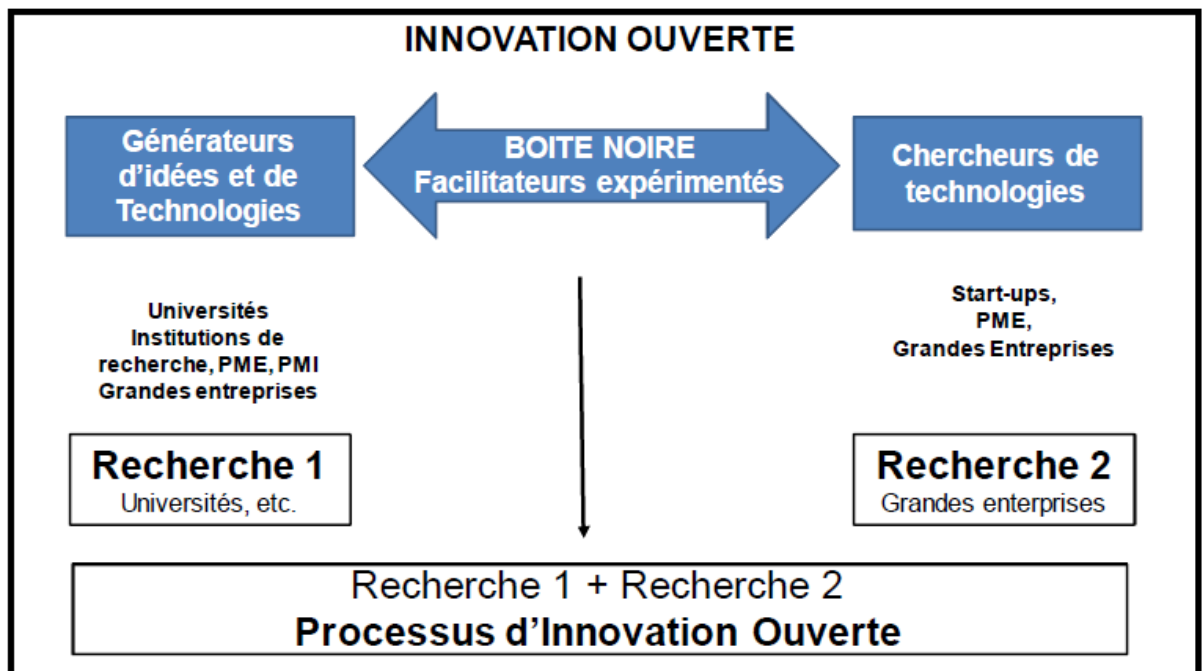 INNOVATION OUVERTE
Générateurs
d'idées et de
Technologies
BOITE NOIRE
Facilitateurs expérimentés
Chercheurs de
technologies
Universités
Institutions de
recherche, PME, PMI
Grandes entreprises
Start-ups,
PME,
Grandes Entreprises
Recherche 1
Universités, etc.
Recherche 2
Grandes enterprises
Recherche 1 + Recherche 2
Processus d'Innovation Ouverte